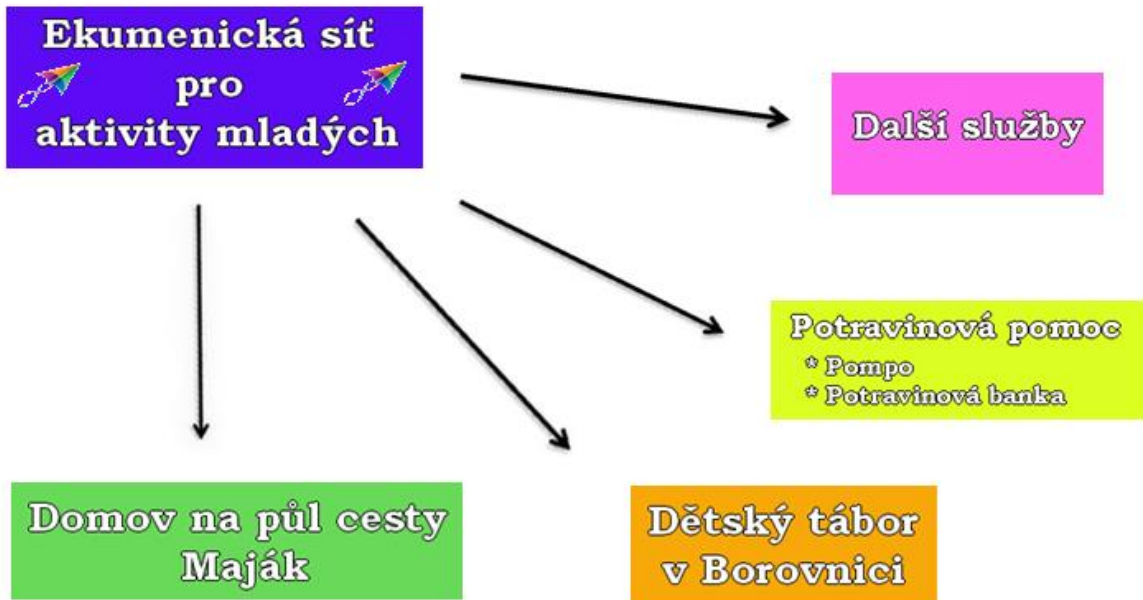 Ekumenická síť
pro
aktivity mladých
Další služby
Potravinová pomoc
* Pompo
* Potravinová banka
Domov na půl cesty
Maják
Dětský tábor
v Borovnici